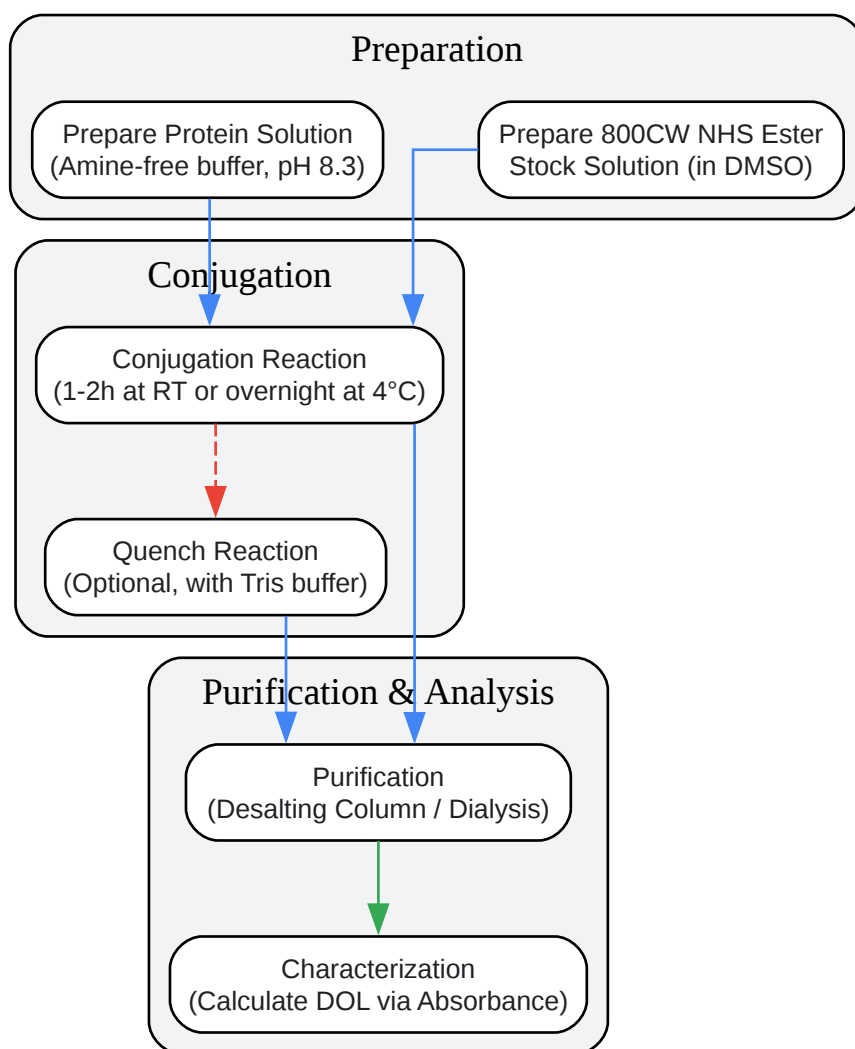 Preparation
Prepare Protein Solution
(Amine-free buffer, pH 8.3)
Prepare 800CW NHS Ester
Stock Solution (in DMSO)
Conjugation
Conjugation Reaction
(1-2h at RT or overnight at 4°C)
Quench Reaction
(Optional, with Tris buffer)
Purification & Analysis
Purification
(Desalting Column / Dialysis)
Characterization
(Calculate DOL via Absorbance)